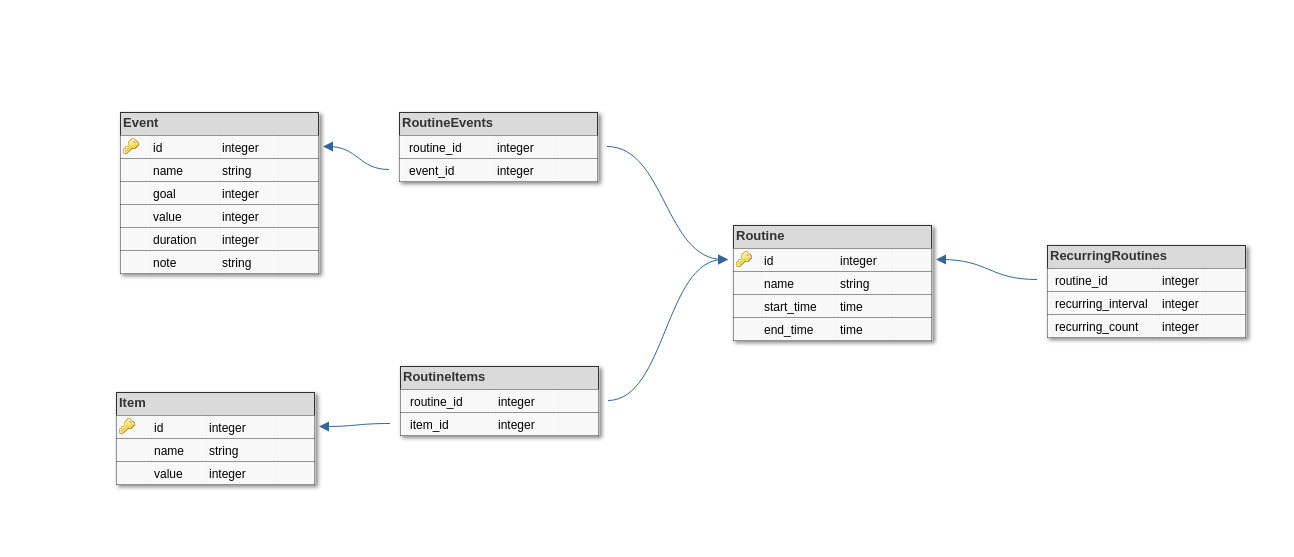 Event
id integer
name string
goal integer
value integer
duration integer
note string
RoutineEvents
routine_id integer
event_id integer
Routine
id integer
name string
start_time time
end_time time
RecurringRoutines
routine_id integer
recurring_interval integer
recurring_count integer
RoutineItems
routine_id integer
item_id integer
Item
id integer
name string
value integer